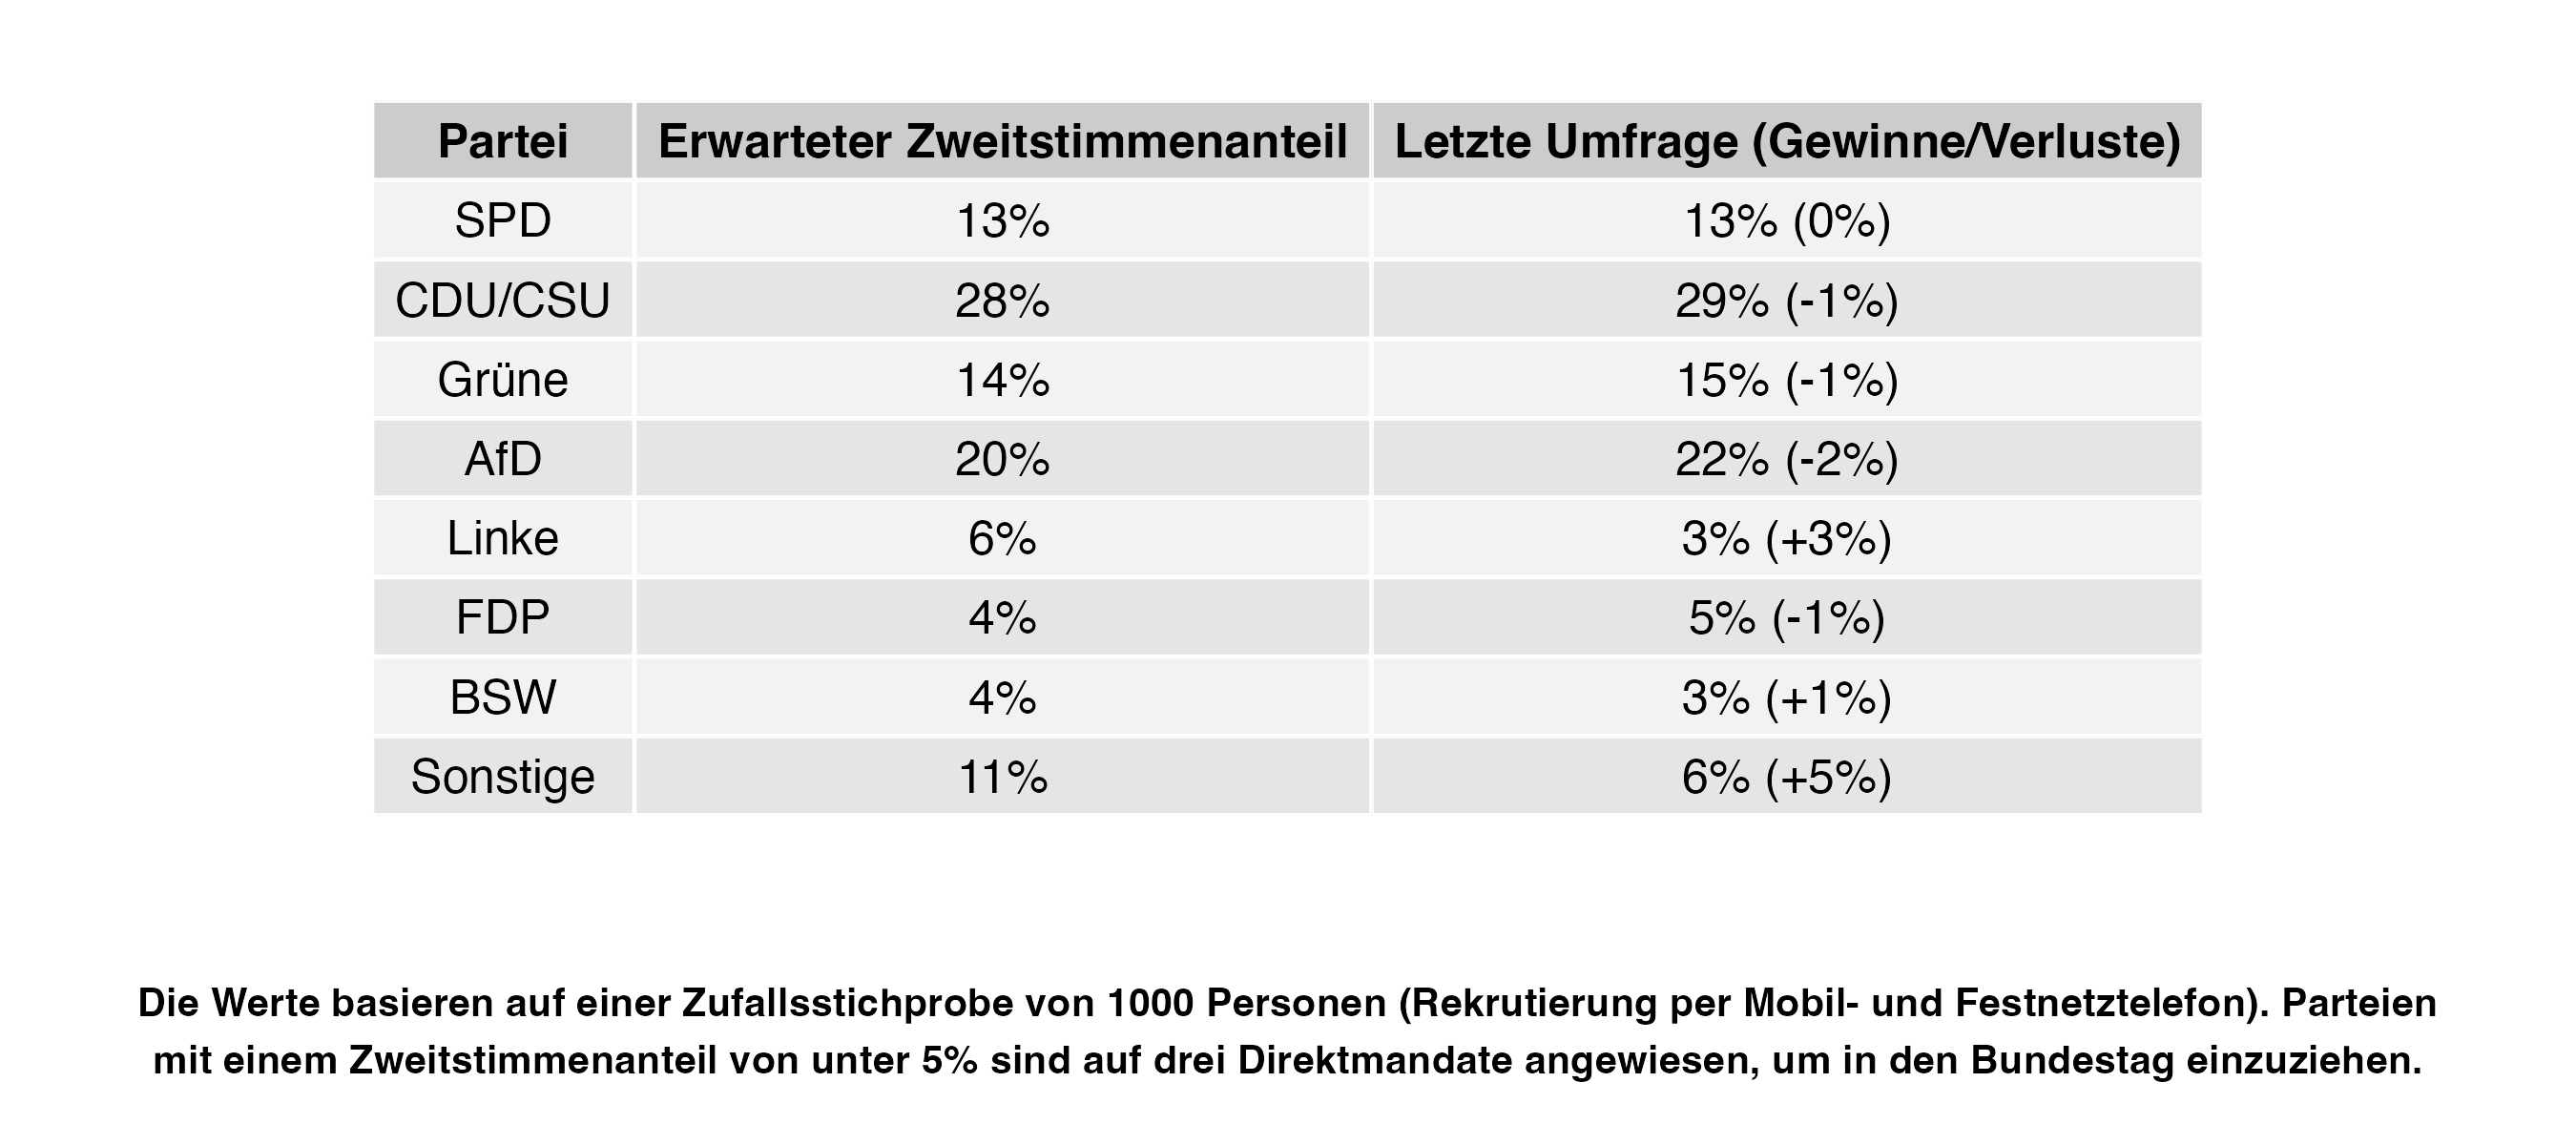 Partei Erwarteter Zweitstimmenanteil Letzte Umfrage (Gewinne/Verluste)
SPD 13% 13% (0%)
CDU/CSU 28% 29% (-1%)
Grüne 14% 15% (-1%)
AfD 20% 22% (-2%)
Linke 6% 3% (+3%)
FDP 4% 5% (-1%)
BSW 4% 3% (+1%)
Sonstige 11% 6% (+5%)
Die Werte basieren auf einer Zufallsstichprobe von 1000 Personen (Rekrutierung per Mobil- und Festnetztelefon). Parteien
mit einem Zweitstimmenanteil von unter 5% sind auf drei Direktmandate angewiesen, um in den Bundestag einzuziehen.